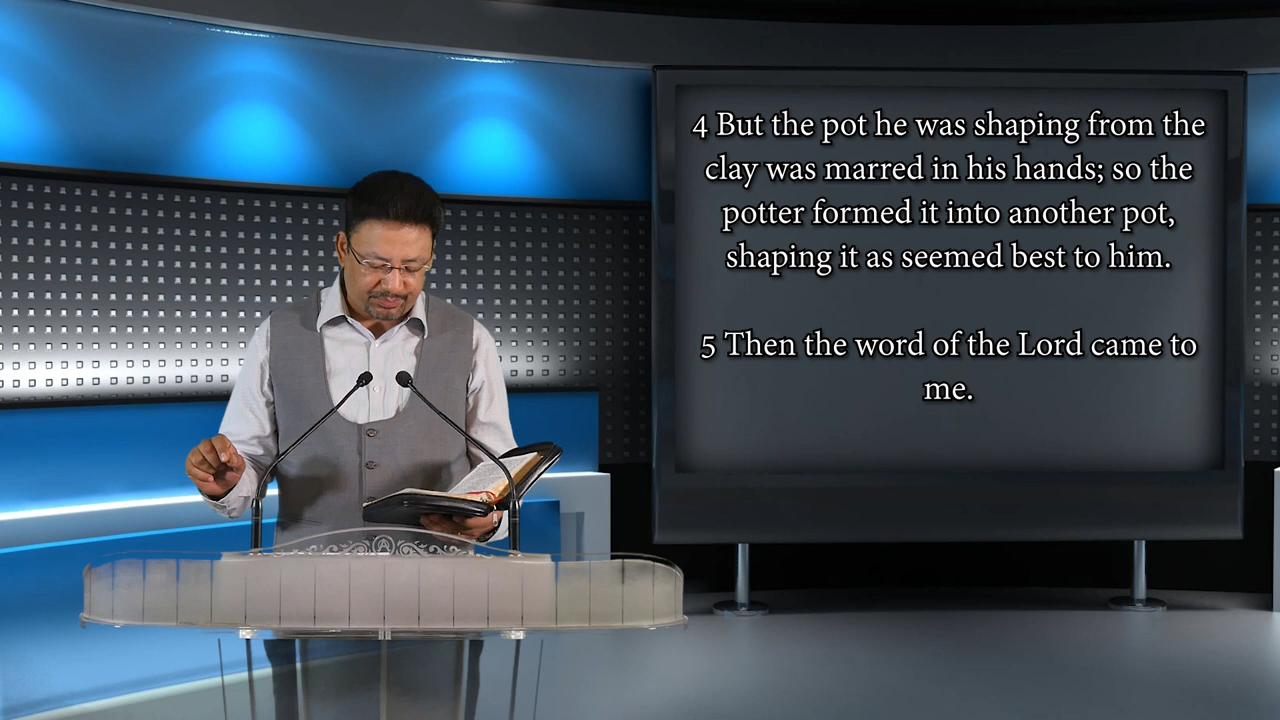 4 But the pot he was shaping from the
clay was marred in his hands; so the
potter formed it into another pot,
shaping it as seemed best to him.
5 Then the word of the Lord came to
me.